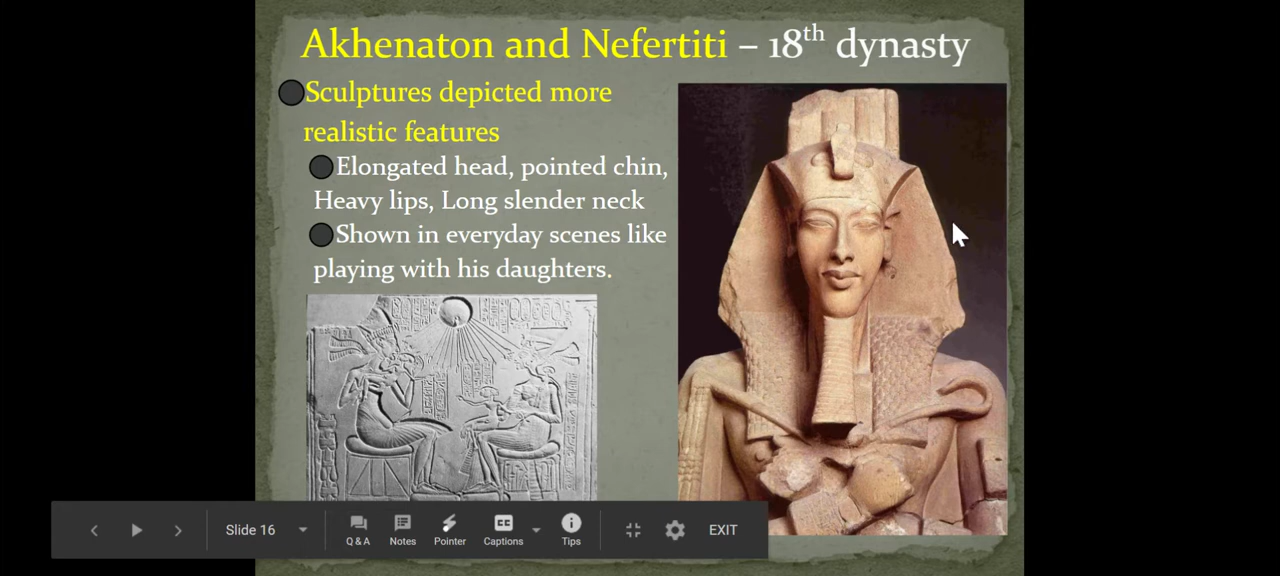 Akhenaton and Nefertiti – 18th dynasty
Sculptures depicted more
realistic features
Elongated head, pointed chin,
Heavy lips, Long slender neck
Shown in everyday scenes like
playing with his daughters.
Slide 16
Q & A
Notes
Pointer
CC
Captions
Tips
EXIT